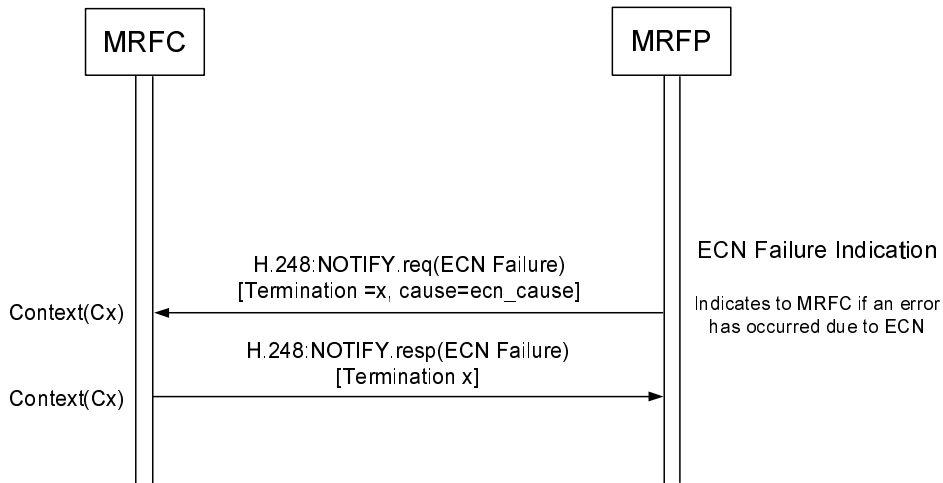 MRFC
MRFP
ECN Failure Indication
H.248:NOTIFY.req(ECN Failure)
[Termination =x, cause=ecn_cause]
Indicates to MRFC if an error
has occurred due to ECN
Context(Cx)
H.248:NOTIFY.resp(ECN Failure)
[Termination x]
Context(Cx)